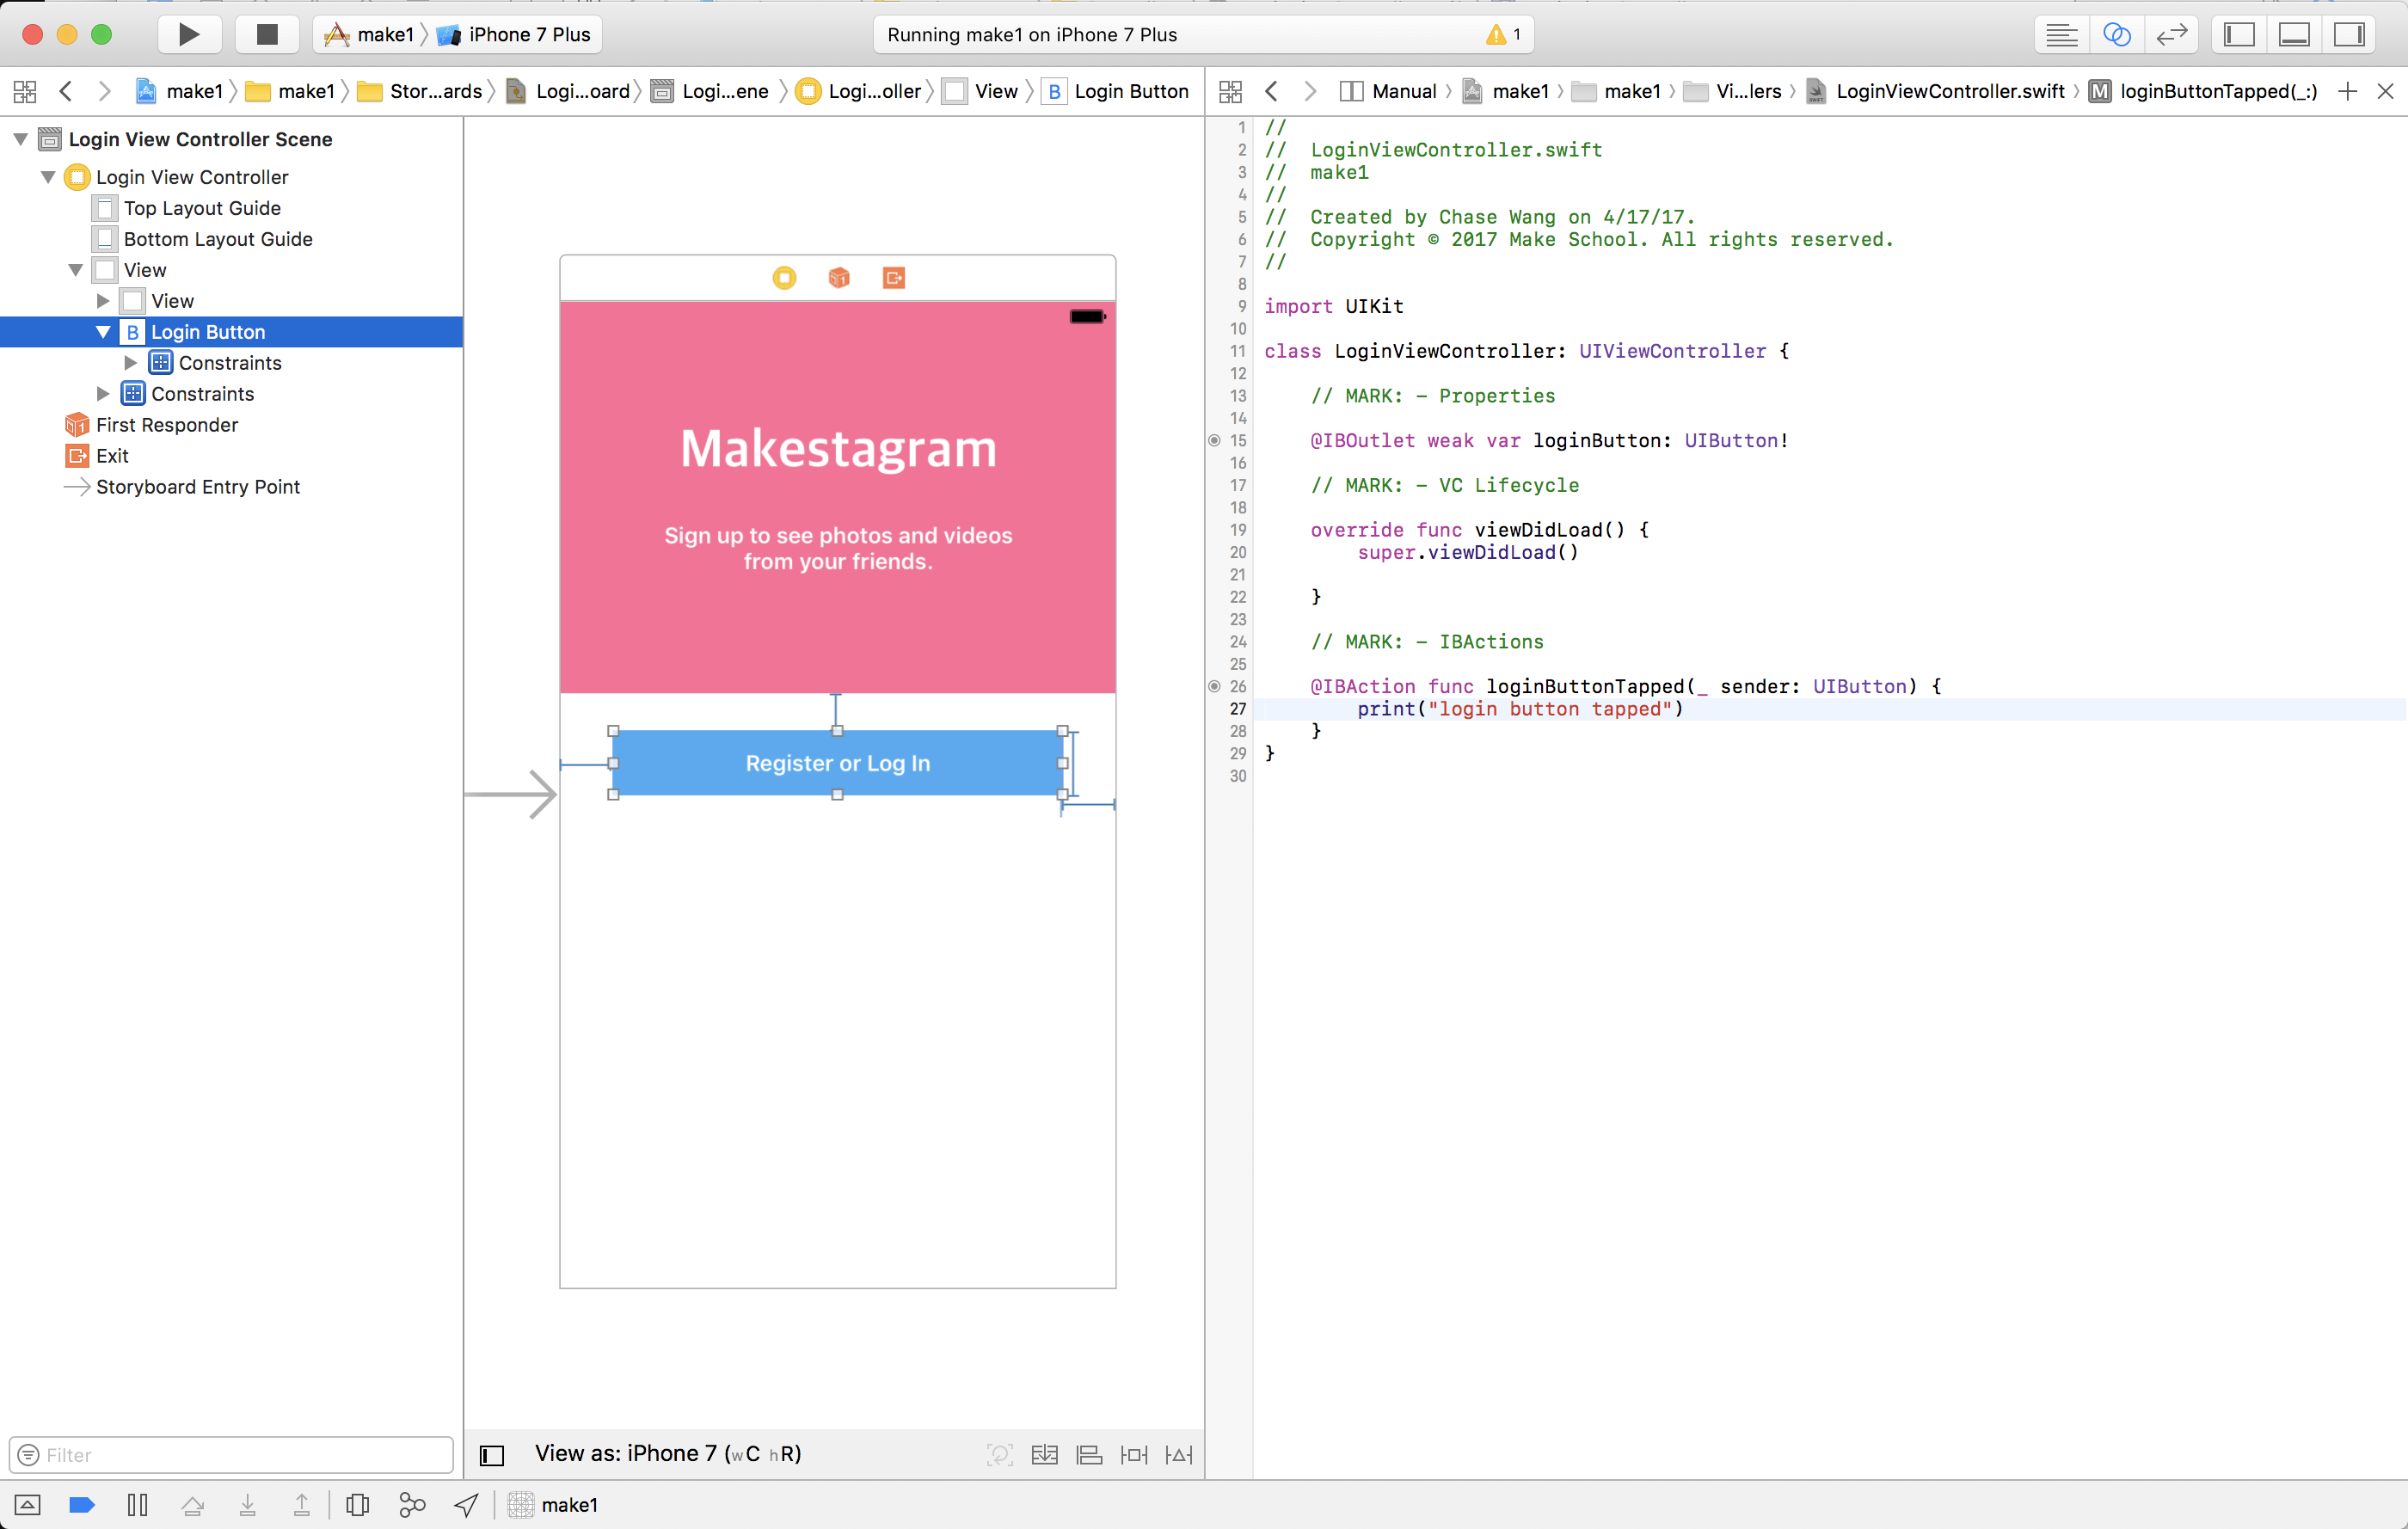 make1 iPhone 7 Plus
Running make1 on iPhone 7 Plus
1
make1 make1 Stor...ards Logi...oard Logi...ene Logi...oller View B Login Button
Manual make1 make1 Vi...lers LoginViewController.swift M loginButtonTapped(_:)
Login View Controller Scene
Login View Controller
Top Layout Guide
Bottom Layout Guide
View
View
B Login Button
Constraints
Constraints
First Responder
Exit
Storyboard Entry Point
Filter
Makestagram
Sign up to see photos and videos
from your friends.
Register or Log In
View as: iPhone 7 (wC hR)
1 //
2 //  LoginViewController.swift
3 //  make1
4 //
5 //  Created by Chase Wang on 4/17/17.
6 //  Copyright © 2017 Make School. All rights reserved.
7 //
8
9 import UIKit
10
11 class LoginViewController: UIViewController {
12
13     // MARK: - Properties
14
15     @IBOutlet weak var loginButton: UIButton!
16
17     // MARK: - VC Lifecycle
18
19     override func viewDidLoad() {
20         super.viewDidLoad()
21
22     }
23
24     // MARK: - IBActions
25
26     @IBAction func loginButtonTapped(_ sender: UIButton) {
27         print("login button tapped")
28     }
29 }
30
make1